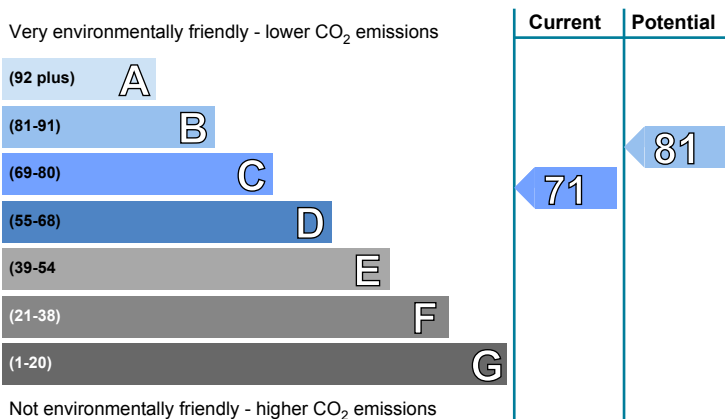 Very environmentally friendly - lower CO2 emissions
Current
Potential
(92 plus) A
(81-91) B
81
(69-80) C
71
(55-68) D
(39-54 E
(21-38) F
(1-20) G
Not environmentally friendly - higher CO2 emissions